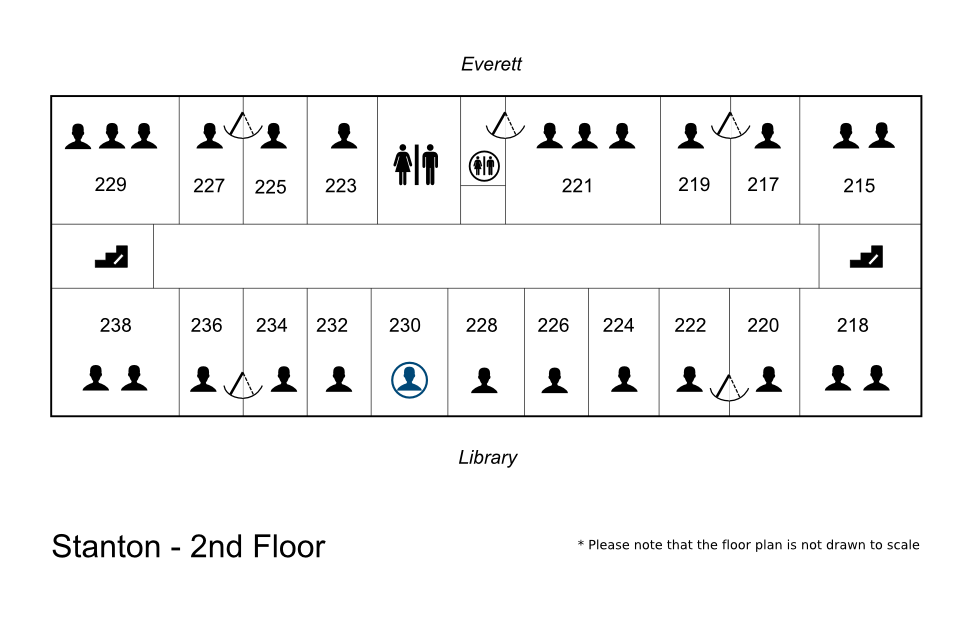 Everett
229 227 225 223 221 219 217 215
238 236 234 232 230 228 226 224 222 220 218
Library
Stanton - 2nd Floor
* Please note that the floor plan is not drawn to scale